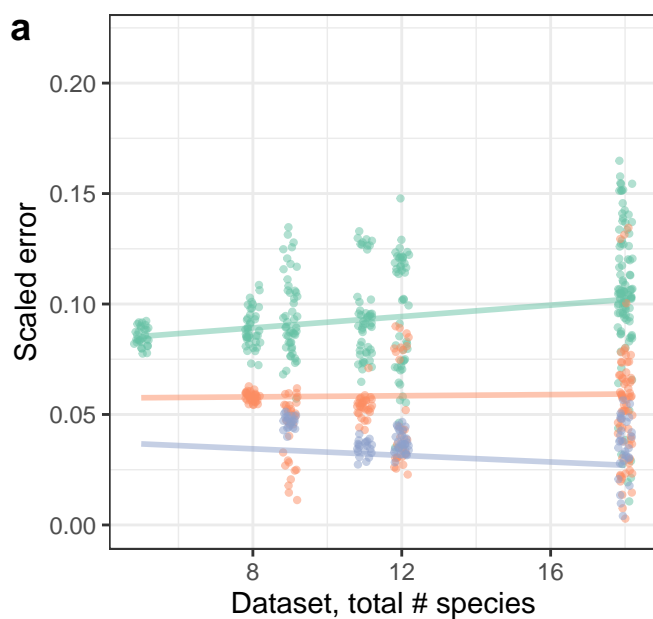 a
0.20
0.15
0.10
0.05
0.00
Scaled error
8 12 16
Dataset, total # species